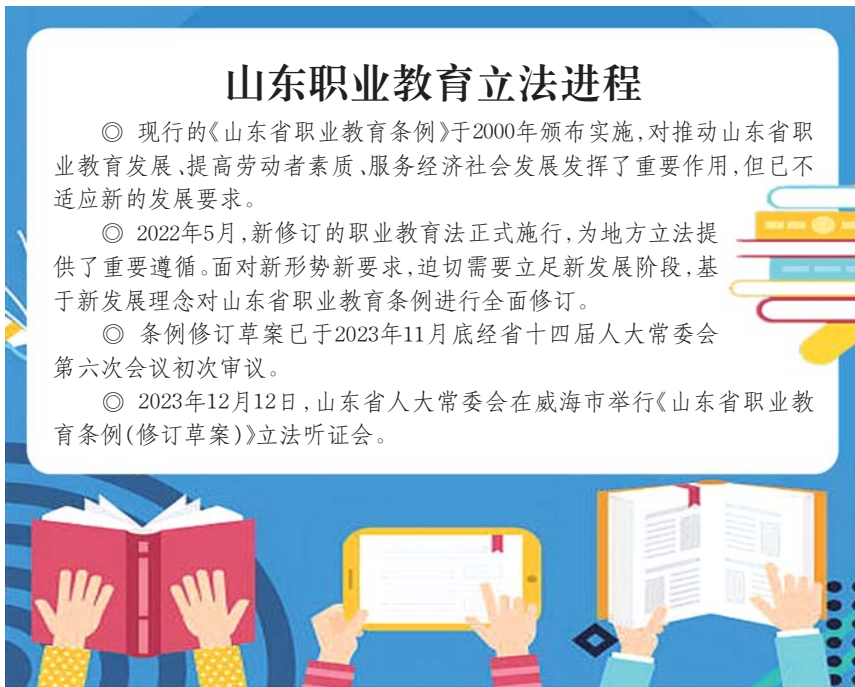 山东职业教育立法进程
◎ 现行的《山东省职业教育条例》于2000年颁布实施,对推动山东省职
业教育发展、提高劳动者素质、服务经济社会发展发挥了重要作用,但已不
适应新的发展要求。
◎ 2022年5月,新修订的职业教育法正式施行,为地方立法提
供了重要遵循。面对新形势新要求,迫切需要立足新发展阶段,基
于新发展理念对山东省职业教育条例进行全面修订。
◎ 条例修订草案已于2023年11月底经省十四届人大常委会
第六次会议初次审议。
◎ 2023年12月12日,山东省人大常委会在威海市举行《山东省职业教
育条例(修订草案)》立法听证会。